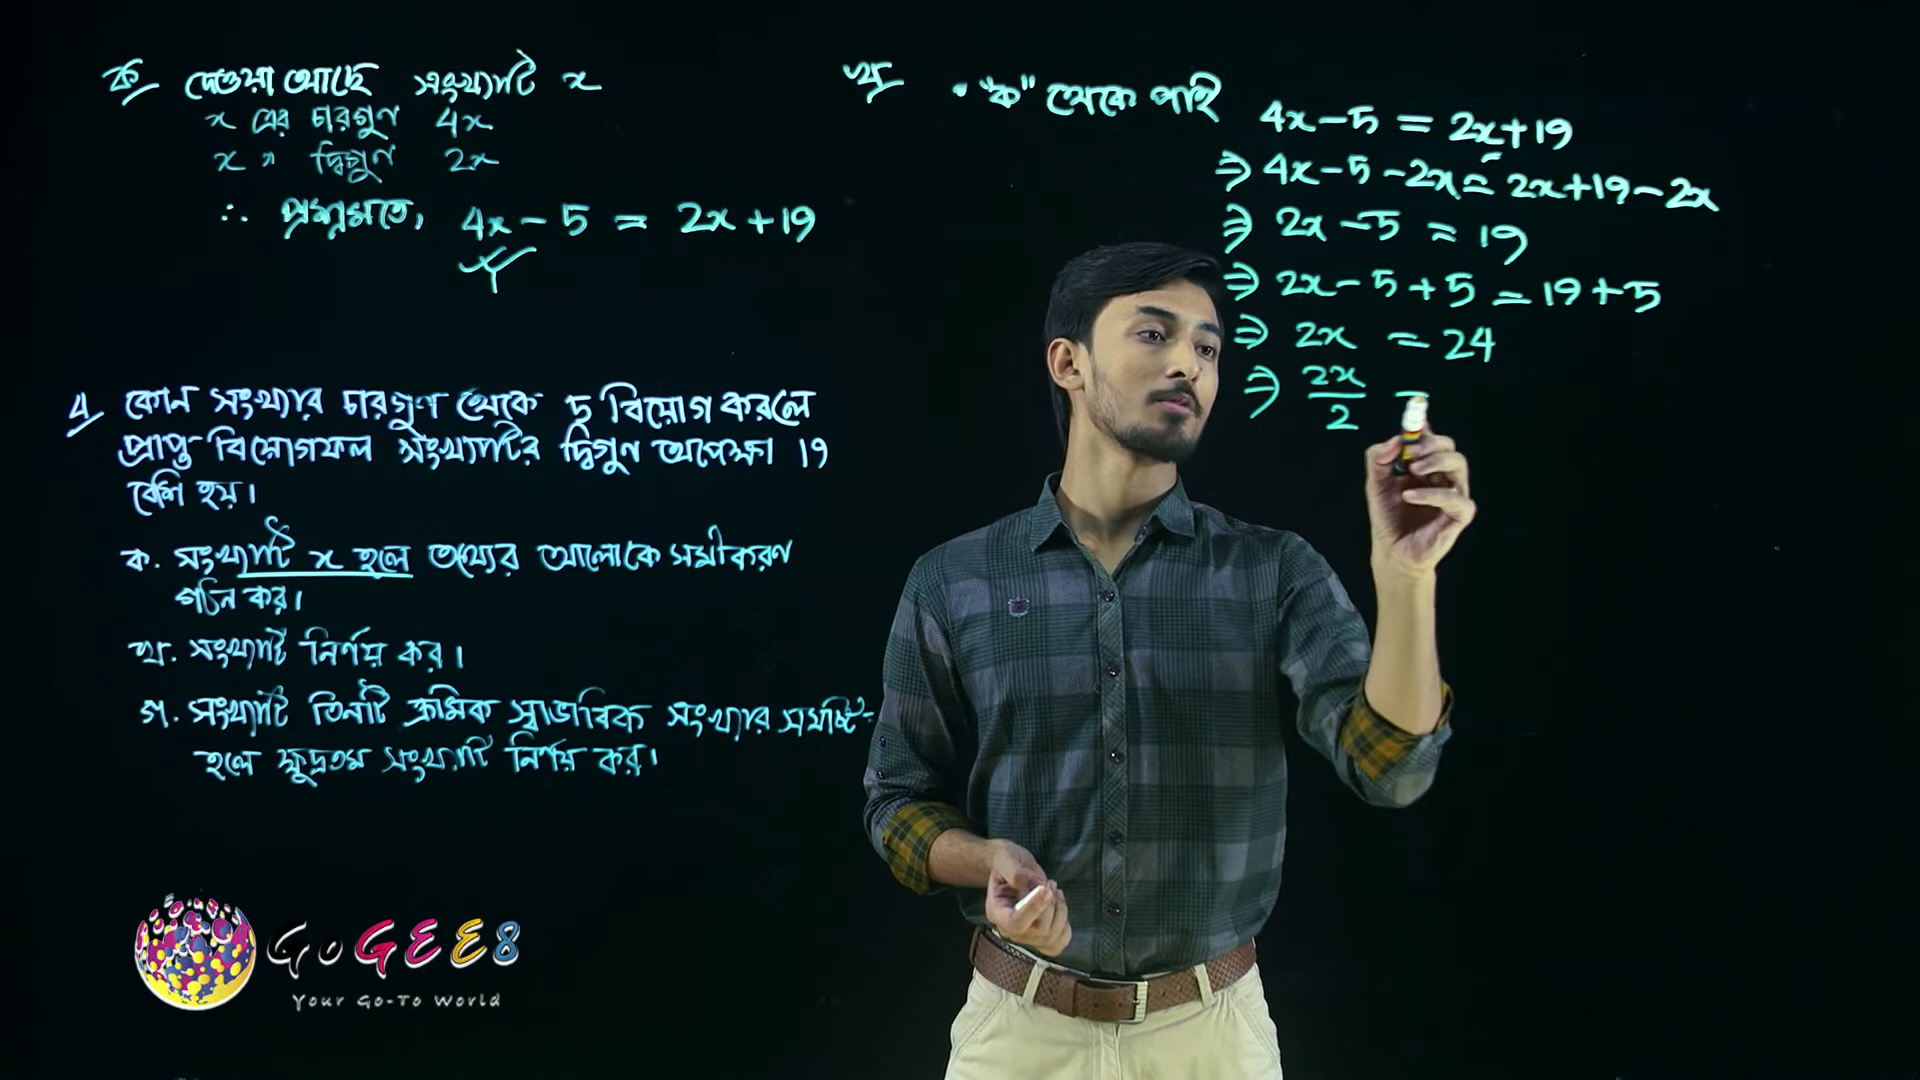 ক দেওয়া আছে সংখ্যাটি x
x এর চারগুণ 4x
x " দ্বিগুণ 2x
∴ প্রশ্নমতে, 4x - 5 = 2x + 19
৭ কোন সংখ্যার চারগুণ থেকে ৫ বিয়োগ করলে
প্রাপ্ত বিয়োগফল সংখ্যাটির দ্বিগুণ অপেক্ষা ১৯
বেশি হয়।
ক. সংখ্যাটি x হলে তথ্যের আলোকে সমীকরণ
গঠন কর।
খ. সংখ্যাটি নির্ণয় কর।
গ. সংখ্যাটি তিনটি ক্রমিক স্বাভাবিক সংখ্যার সমষ্টি
হলে ক্ষুদ্রতম সংখ্যাটি নির্ণয় কর।
খ • "ক" থেকে পাই 4x - 5 = 2x + 19
⇒ 4x - 5 - 2x = 2x + 19 - 2x
⇒ 2x - 5 = 19
⇒ 2x - 5 + 5 = 19 + 5
⇒ 2x = 24
⇒ 2x/2 =
GoGEE8
Your Go-To World